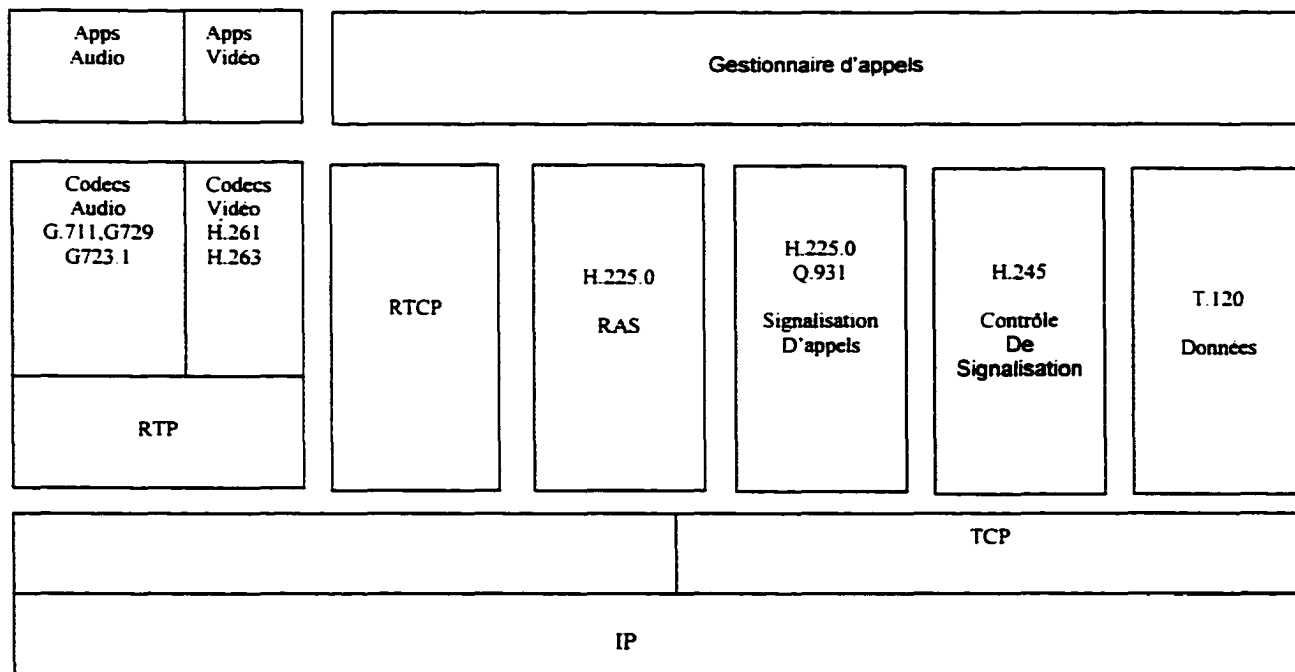 Apps
Audio
Apps
Vidéo
Gestionnaire d'appels
Codecs
Audio
G.711,G729
G723.1
Codecs
Vidéo
H.261
H.263
RTP
RTCP
H.225.0
RAS
H.225.0
Q.931
Signalisation
D'appels
H.245
Contrôle
De
Signalisation
T.120
Données
TCP
IP